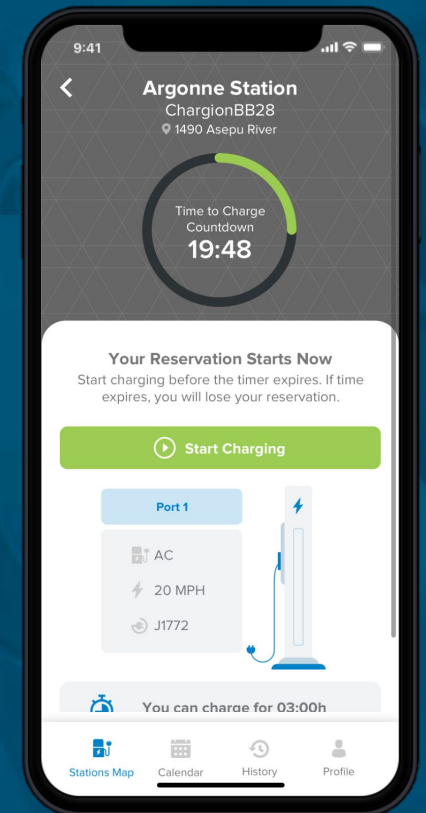 9:41
Argonne Station
ChargionBB28
1490 Asepu River
Time to Charge
Countdown
19:48
Your Reservation Starts Now
Start charging before the timer expires. If time
expires, you will lose your reservation.
Start Charging
Port 1
AC
20 MPH
J1772
You can charge for 03:00h
Stations Map
Calendar
History
Profile